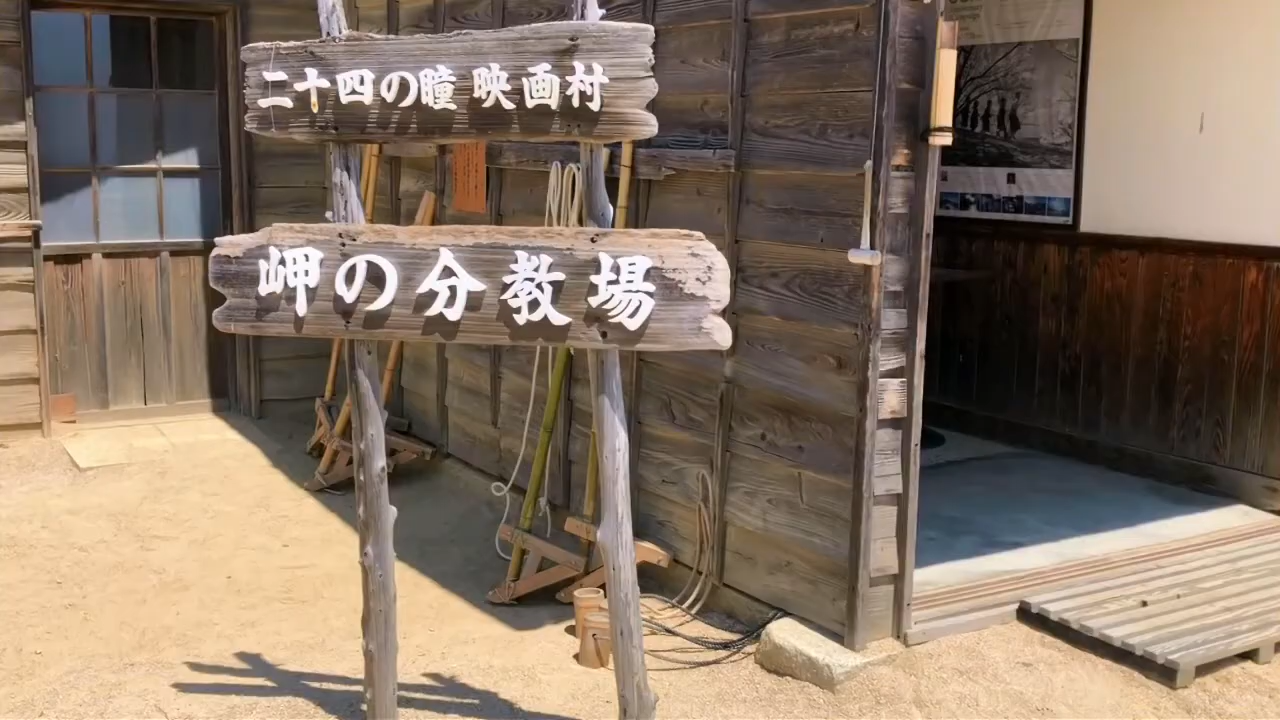 二十四の瞳 映画村
岬の分教場